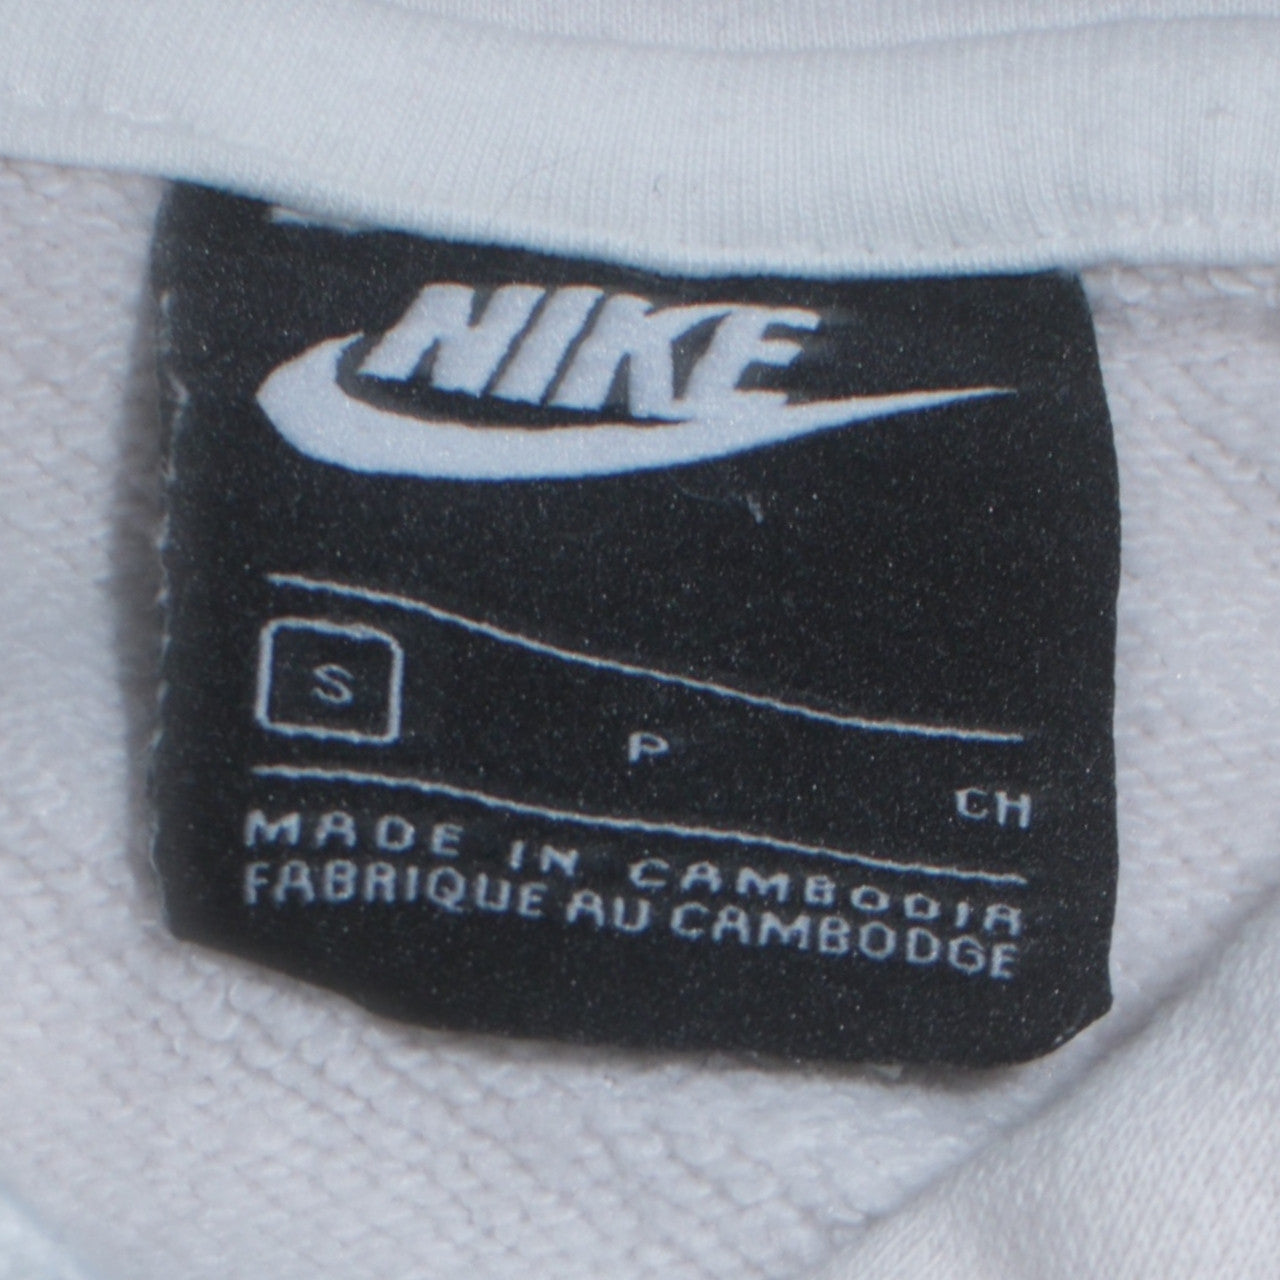 NIKE
S P CH
MADE IN CAMBODIA
FABRIQUE AU CAMBODGE